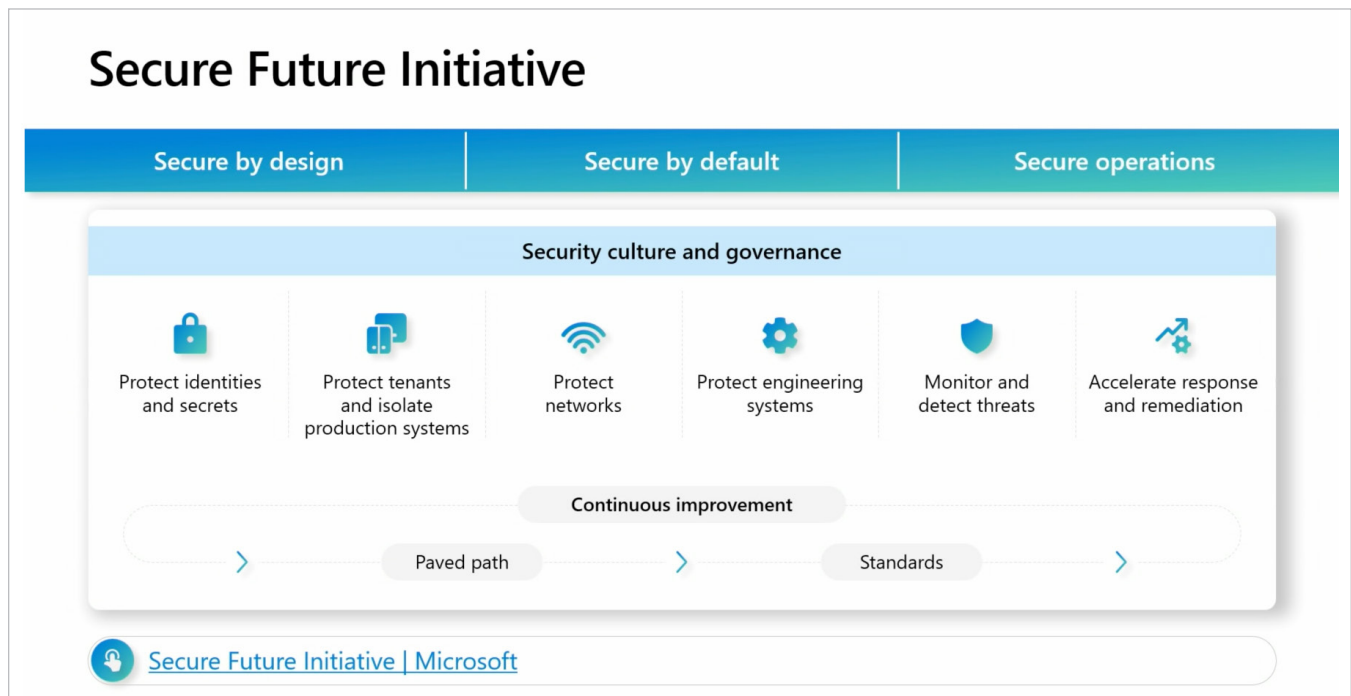 Secure Future Initiative
Secure by design
Secure by default
Secure operations
Security culture and governance
Protect identities
and secrets
Protect tenants
and isolate
production systems
Protect
networks
Protect engineering
systems
Monitor and
detect threats
Accelerate response
and remediation
Continuous improvement
Paved path
Standards
Secure Future Initiative | Microsoft